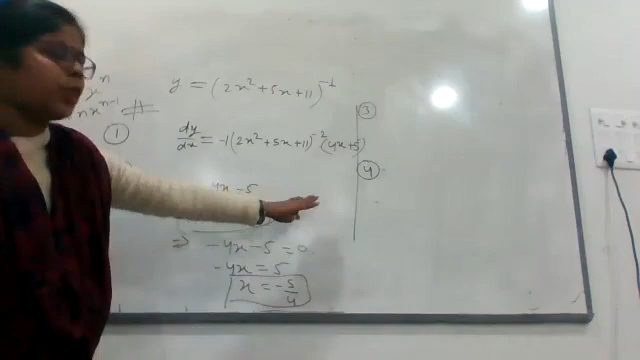 x^n
nx^{n-1} #
①
y = (2x² + 5x + 11)^{-1}
dy/dx = -1(2x² + 5x + 11)^{-2} (4x+5)
4x - 5
⇒ -4x - 5 = 0
-4x = 5
x = -5/4
③
④